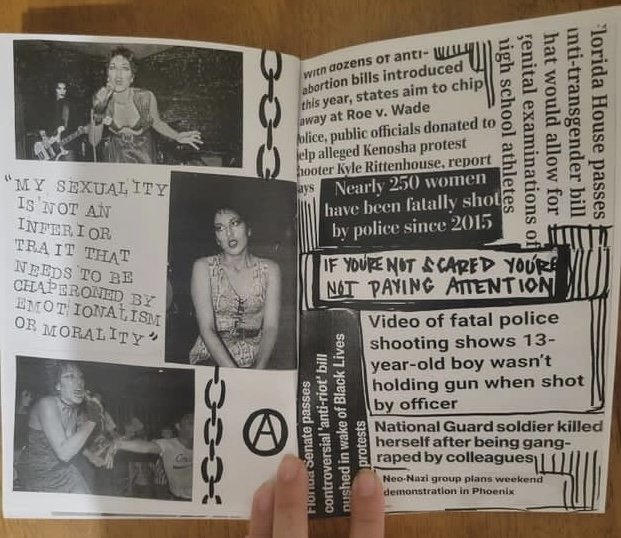 "MY SEXUALITY
IS NOT AN
INFERIOR
TRAIT THAT
NEEDS TO BE
CHAPERONED BY
EMOTIONALISM
OR MORALITY"
A
With dozens of anti-
abortion bills introduced
this year, states aim to chip
away at Roe v. Wade
Police, public officials donated to
help alleged Kenosha protest
shooter Kyle Rittenhouse, report
says
Nearly 250 women
have been fatally shot
by police since 2015
Florida House passes
anti-transgender bill
that would allow for
genital examinations of
high school athletes
IF YOU'RE NOT SCARED YOU'RE
NOT PAYING ATTENTION
Florida Senate passes
controversial 'anti-riot' bill
pushed in wake of Black Lives
protests
Video of fatal police
shooting shows 13-
year-old boy wasn't
holding gun when shot
by officer
National Guard soldier killed
herself after being gang-
raped by colleagues
Neo-Nazi group plans weekend
demonstration in Phoenix